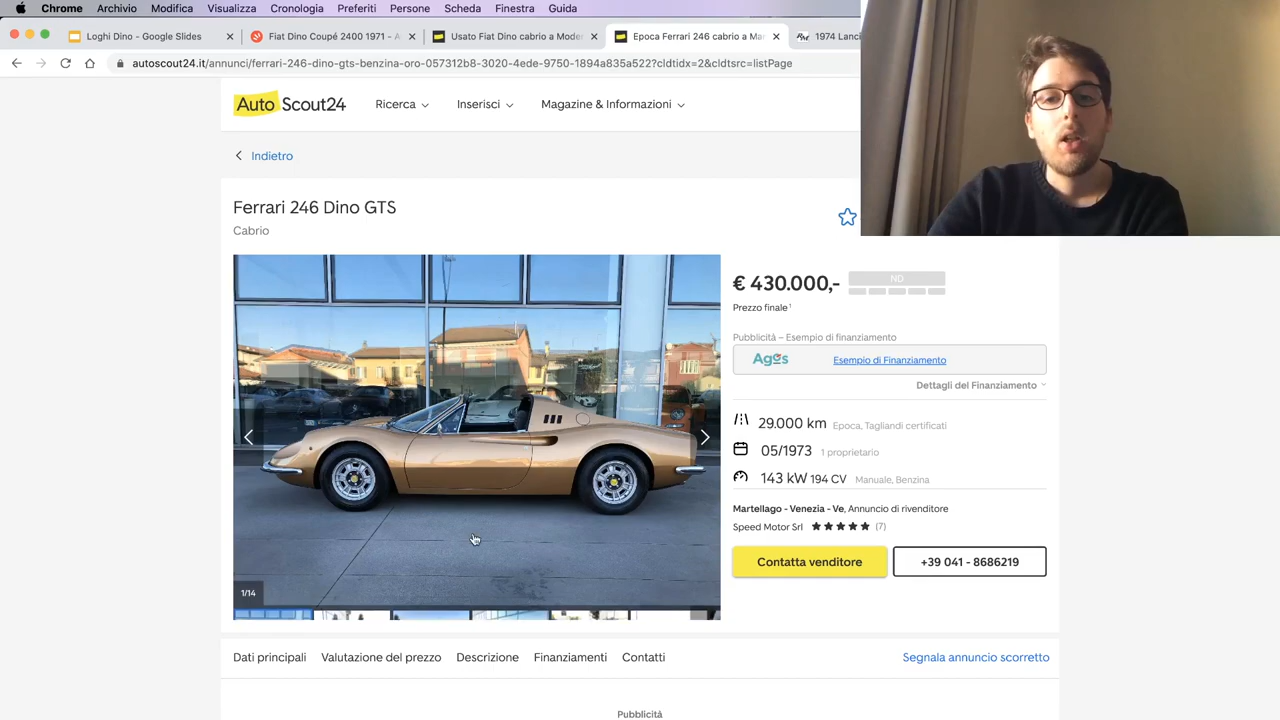 Chrome Archivio Modifica Visualizza Cronologia Preferiti Persone Scheda Finestra Guida
Loghi Dino - Google Slides
Fiat Dino Coupé 2400 1971 - A
Usato Fiat Dino cabrio a Moder
Epoca Ferrari 246 cabrio a Mar
1974 Lanci
autoscout24.it/annunci/ferrari-246-dino-gts-benzina-oro-057312b8-3020-4ede-9750-1894a835a522?cldtidx=2&cldtsrc=listPage
AutoScout24
Ricerca
Inserisci
Magazine & Informazioni
Indietro
Ferrari 246 Dino GTS
Cabrio
€ 430.000,-
ND
Prezzo finale¹
Pubblicità – Esempio di finanziamento
Agos
Esempio di Finanziamento
Dettagli del Finanziamento
29.000 km Epoca, Tagliandi certificati
05/1973 1 proprietario
143 kW 194 CV Manuale, Benzina
Martellago - Venezia - Ve, Annuncio di rivenditore
Speed Motor Srl ★★★★★ (7)
Contatta venditore
+39 041 - 8686219
1/14
Dati principali
Valutazione del prezzo
Descrizione
Finanziamenti
Contatti
Segnala annuncio scorretto
Pubblicità